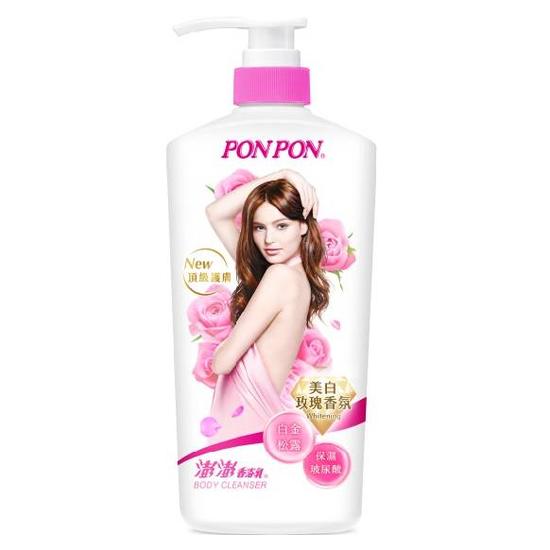 PONPON®
New
頂級護膚
美白
玫瑰香氛
Whitening
白金
松露
保濕
玻尿酸
澎澎香浴乳®
BODY CLEANSER